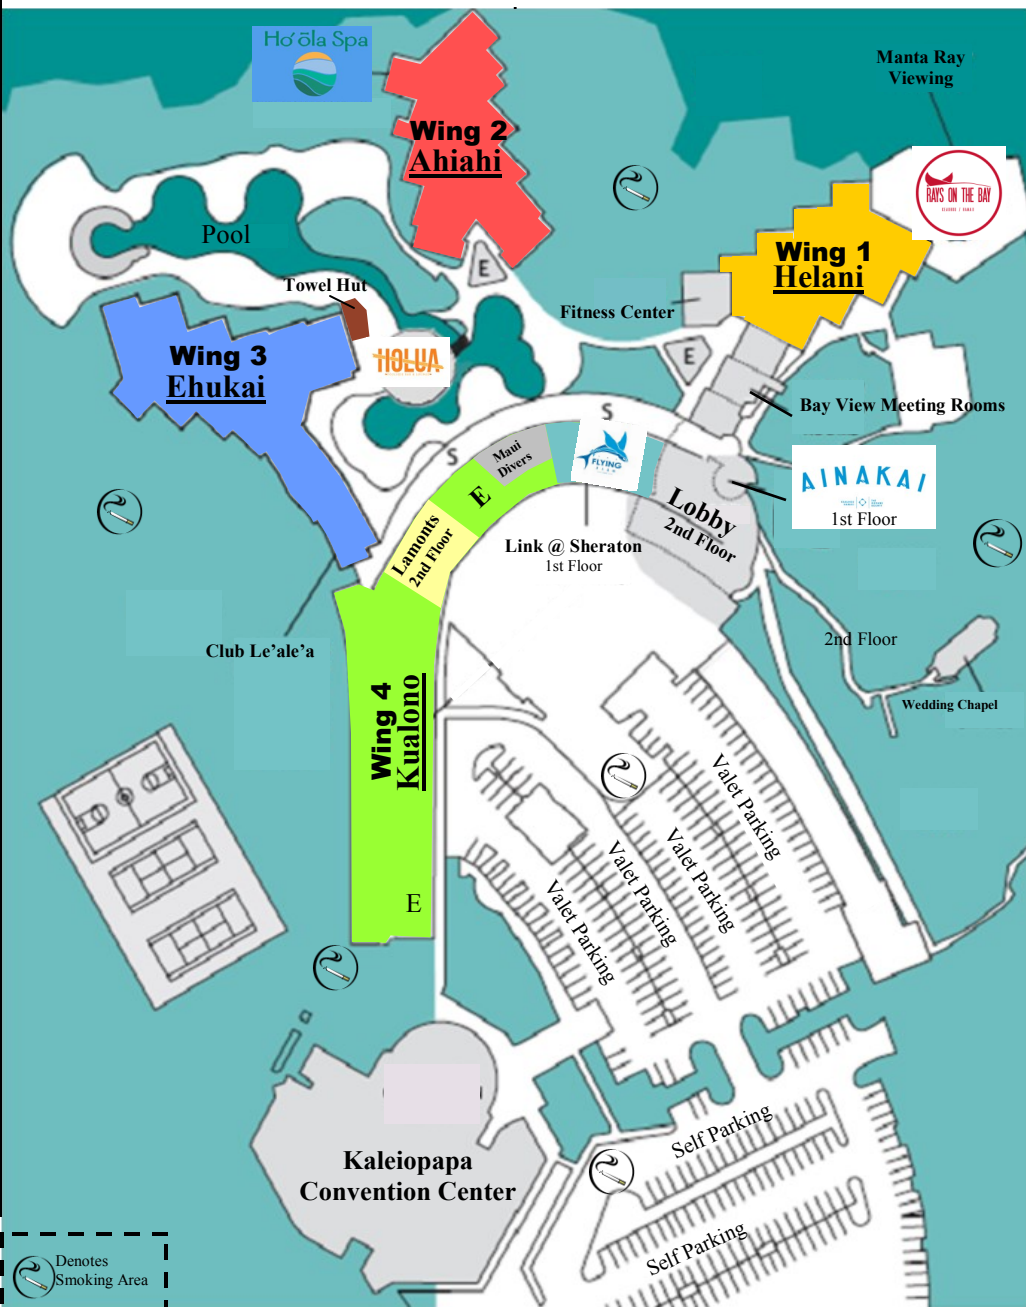 Ho‘ōla Spa
Manta Ray
Viewing
Wing 2
Ahiahi
RAYS ON THE BAY
Pool
E
Wing 1
Helani
Towel Hut
Fitness Center
Wing 3
Ehukai
HOLUA
E
Bay View Meeting Rooms
S
S
Maui
Divers
FLYING
E
AINAKAI
1st Floor
Lobby
2nd Floor
Lamonts
2nd Floor
Link @ Sheraton
1st Floor
Club Le’ale’a
2nd Floor
Wedding Chapel
Wing 4
Kualono
Valet Parking
Valet Parking
Valet Parking
Valet Parking
E
Self Parking
Kaleiopapa
Convention Center
Self Parking
Denotes
Smoking Area